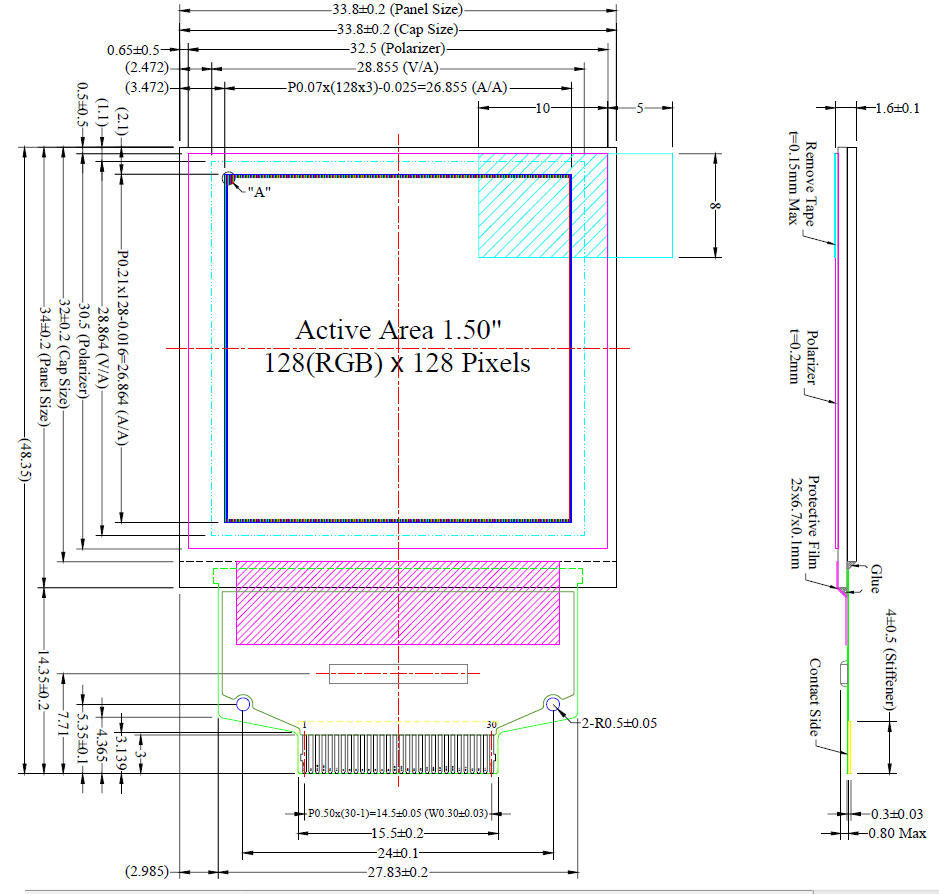 33.8±0.2 (Panel Size)
33.8±0.2 (Cap Size)
0.65±0.5
32.5 (Polarizer)
(2.472)
28.855 (V/A)
(3.472)
P0.07x(128x3)-0.025=26.855 (A/A)
10
5
1.6±0.1
0.5±0.5
(1.1)
(2.1)
"A"
8
Remove Tape
t=0.15mm Max
P0.21x128-0.016=26.864 (A/A)
28.864 (V/A)
30.5 (Polarizer)
32±0.2 (Cap Size)
34±0.2 (Panel Size)
(48.35)
Active Area 1.50"
128(RGB) x 128 Pixels
Polarizer
t=0.2mm
Protective Film
25x6.7x0.1mm
Glue
4±0.5 (Stiffener)
Contact Side
14.35±0.2
7.71
5.35±0.1
4.365
3.139
3
1
30
2-R0.5±0.05
P0.50x(30-1)=14.5±0.05 (W0.30±0.03)
0.3±0.03
15.5±0.2
0.80 Max
24±0.1
(2.985)
27.83±0.2